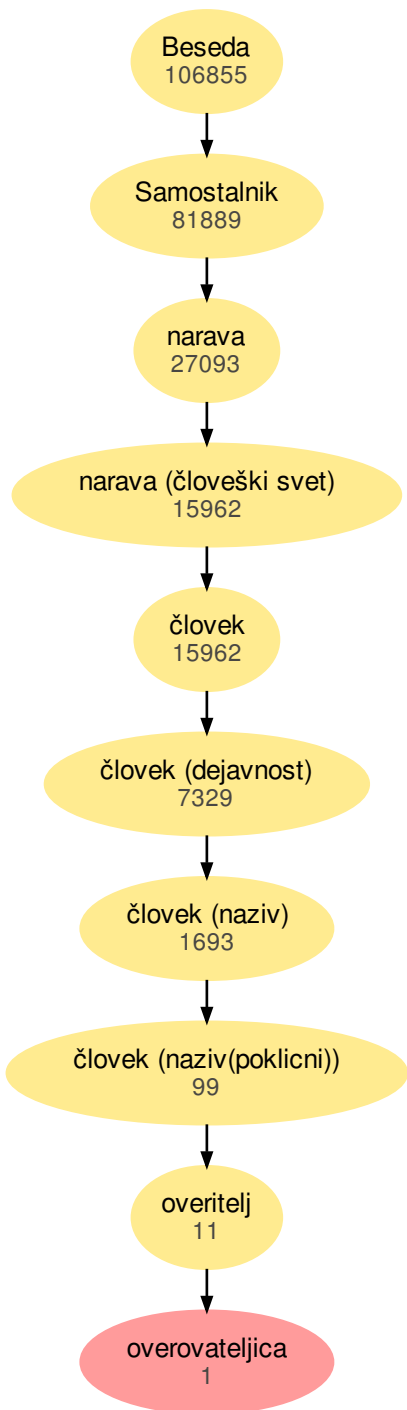 Beseda
106855
Samostalnik
81889
narava
27093
narava (človeški svet)
15962
človek
15962
človek (dejavnost)
7329
človek (naziv)
1693
človek (naziv(poklicni))
99
overitelj
11
overovateljica
1